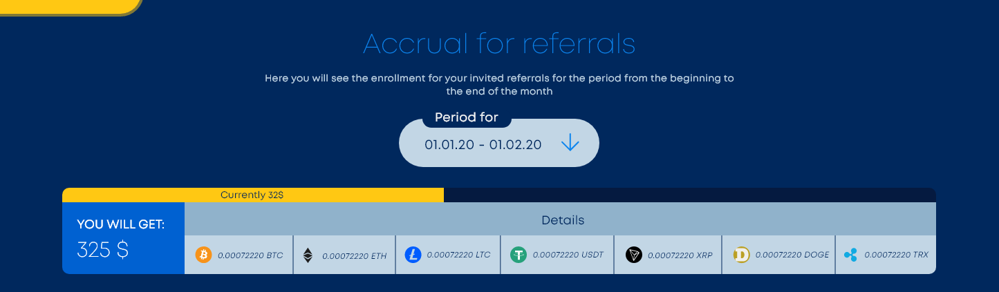 Accrual for referrals
Here you will see the enrollment for your invited referrals for the period from the beginning to
the end of the month
Period for
01.01.20 - 01.02.20
Currently 32$
YOU WILL GET:
325 $
Details
0.00072220 BTC
0.00072220 ETH
0.00072220 LTC
0.00072220 USDT
0.00072220 XRP
0.00072220 DOGE
0.00072220 TRX